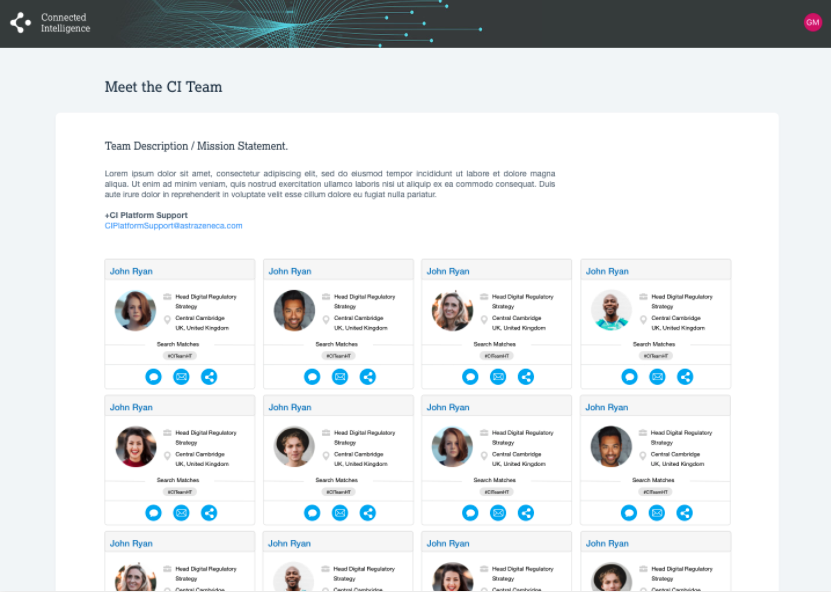 Connected
Intelligence
GM
Meet the CI Team
Team Description / Mission Statement.
Lorem ipsum dolor sit amet, consectetur adipiscing elit, sed do eiusmod tempor incididunt ut labore et dolore magna
aliqua. Ut enim ad minim veniam, quis nostrud exercitation ullamco laboris nisi ut aliquip ex ea commodo consequat. Duis
aute irure dolor in reprehenderit in voluptate velit esse cillum dolore eu fugiat nulla pariatur.
+CI Platform Support
CIPlatformSupport@astrazeneca.com
John Ryan
Head Digital Regulatory
Strategy
Central Cambridge
UK, United Kingdom
Search Matches
#CITeamHT
John Ryan
Head Digital Regulatory
Strategy
Central Cambridge
UK, United Kingdom
Search Matches
#CITeamHT
John Ryan
Head Digital Regulatory
Strategy
Central Cambridge
UK, United Kingdom
Search Matches
#CITeamHT
John Ryan
Head Digital Regulatory
Strategy
Central Cambridge
UK, United Kingdom
Search Matches
#CITeamHT
John Ryan
Head Digital Regulatory
Strategy
Central Cambridge
UK, United Kingdom
Search Matches
#CITeamHT
John Ryan
Head Digital Regulatory
Strategy
Central Cambridge
UK, United Kingdom
Search Matches
#CITeamHT
John Ryan
Head Digital Regulatory
Strategy
Central Cambridge
UK, United Kingdom
Search Matches
#CITeamHT
John Ryan
Head Digital Regulatory
Strategy
Central Cambridge
UK, United Kingdom
Search Matches
#CITeamHT
John Ryan
Head Digital Regulatory
Strategy
Central Cambridge
John Ryan
Head Digital Regulatory
Strategy
Central Cambridge
John Ryan
Head Digital Regulatory
Strategy
Central Cambridge
John Ryan
Head Digital Regulatory
Strategy
Central Cambridge